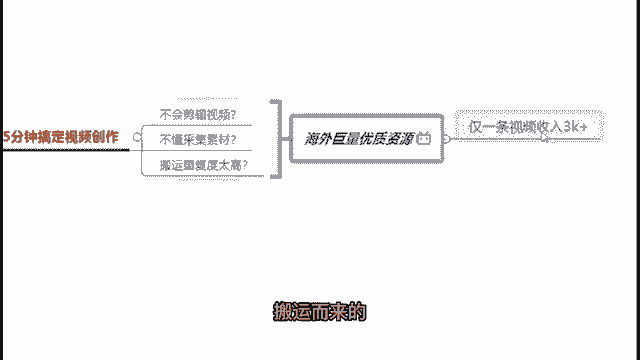 不会剪辑视频?
5分钟搞定视频创作
不懂采集素材?
搬运重复度太高?
海外巨量优质资源
仅一条视频收入3k+
搬运而来的